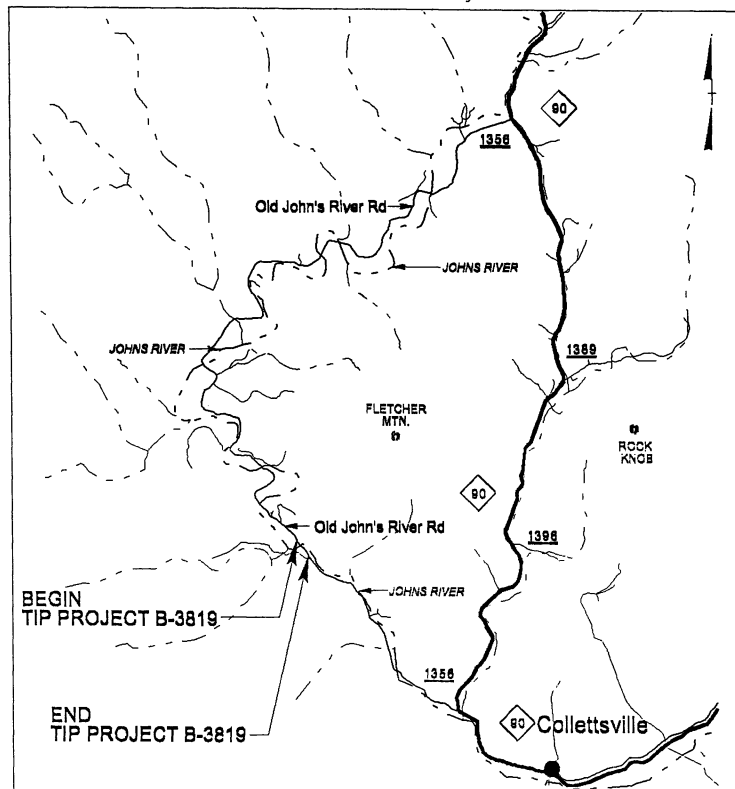 90
1356
Old John's River Rd
JOHNS RIVER
JOHNS RIVER
1389
FLETCHER
MTN.
ROCK
KNOB
90
Old John's River Rd
1396
BEGIN
TIP PROJECT B-3819
JOHNS RIVER
1356
END
TIP PROJECT B-3819
90
Collettsville